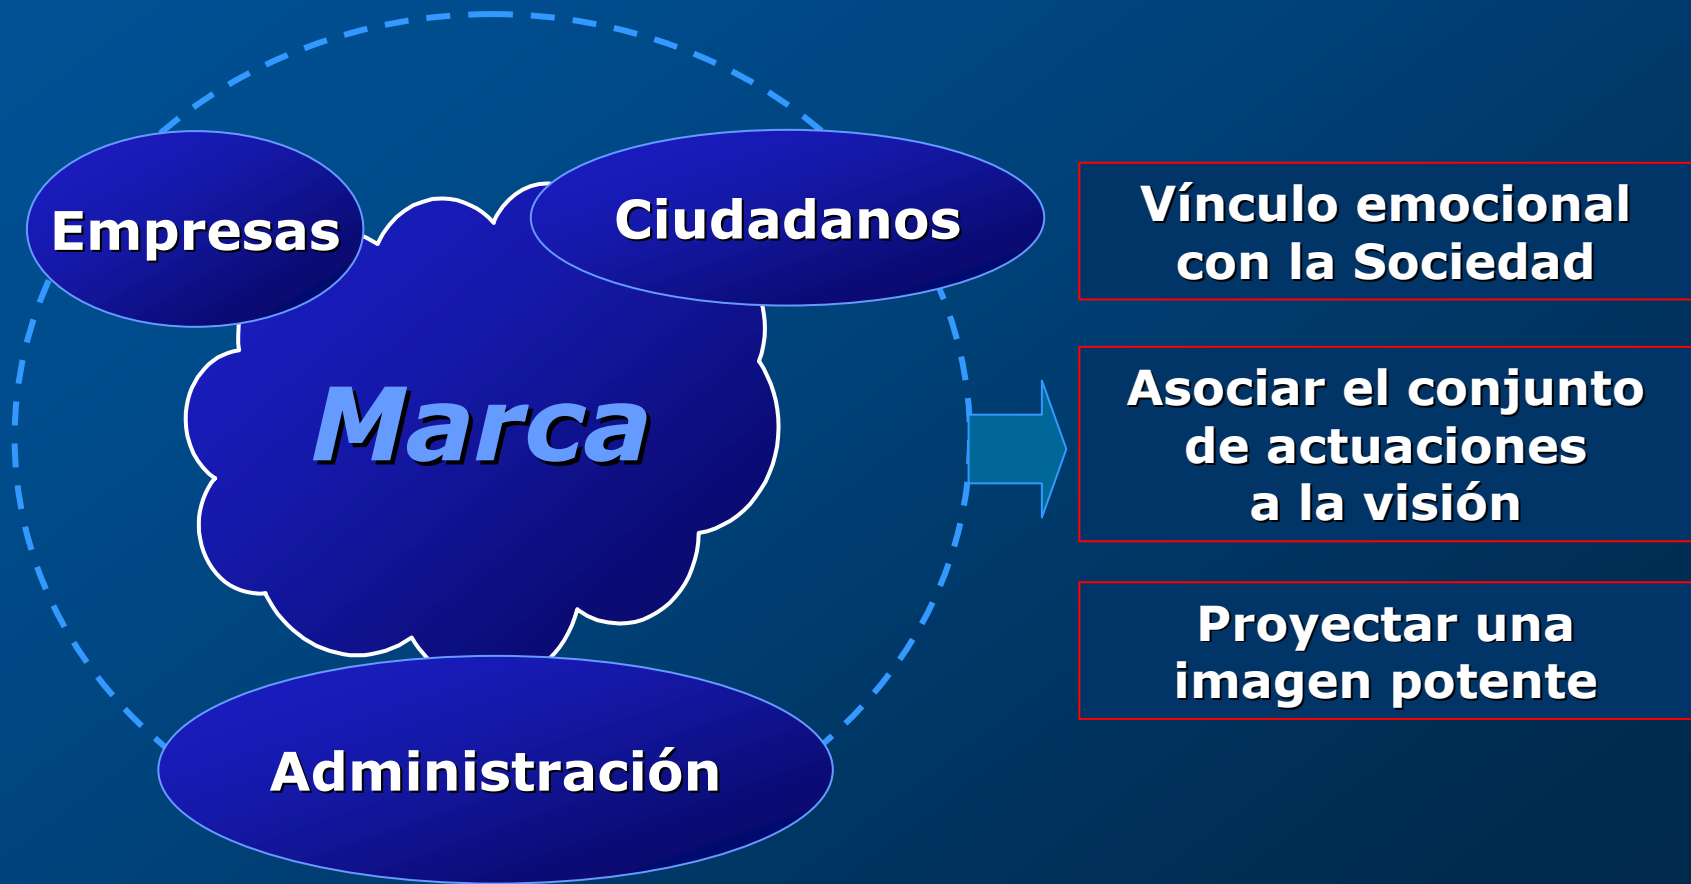 Empresas
Ciudadanos
Marca
Administración
Vínculo emocional
con la Sociedad
Asociar el conjunto
de actuaciones
a la visión
Proyectar una
imagen potente